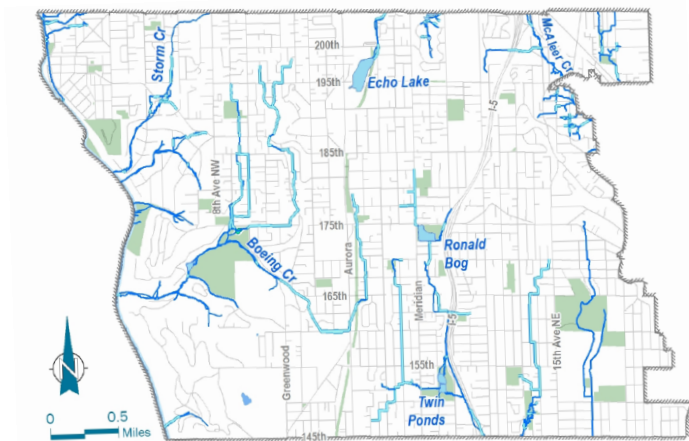 200th
195th
185th
175th
165th
155th
145th
Storm Cr
Echo Lake
McAleer Cr
I-5
8th Ave NW
Boeing Cr
Aurora
Ronald
Bog
Meridian
I-5
15th Ave NE
Greenwood
Twin
Ponds
N
0 0.5
Miles